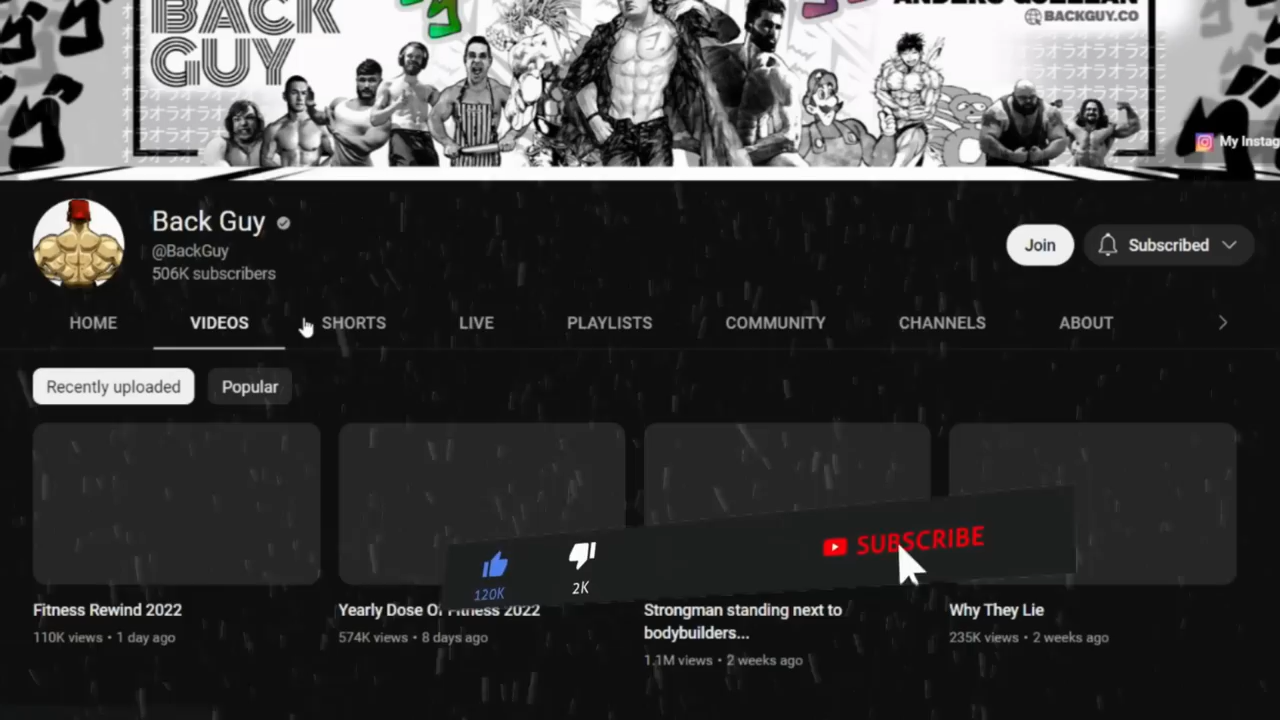 BACK
GUY
BACKGUY.CO
My Instag
Back Guy
@BackGuy
506K subscribers
Join
Subscribed
HOME
VIDEOS
SHORTS
LIVE
PLAYLISTS
COMMUNITY
CHANNELS
ABOUT
Recently uploaded
Popular
120K
2K
SUBSCRIBE
Fitness Rewind 2022
110K views • 1 day ago
Yearly Dose Of Fitness 2022
574K views • 8 days ago
Strongman standing next to
bodybuilders...
1.1M views • 2 weeks ago
Why They Lie
235K views • 2 weeks ago